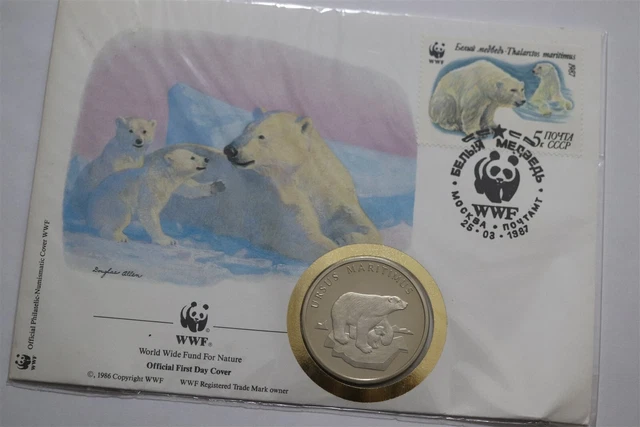 Белый медведь-Thalarctos maritimus
1987
WWF
5к ПОЧТА
СССР
БЕЛЫЙ МЕДВЕДЬ
WWF
МОСКВА • ПОЧТАМТ
25·03·1987
Douglas Allen
URSUS MARITIMUS
Official Philatelic-Numismatic Cover WWF
WWF
WWF
World Wide Fund For Nature
Official First Day Cover
©, 1986 Copyright WWF WWF Registered Trade Mark owner